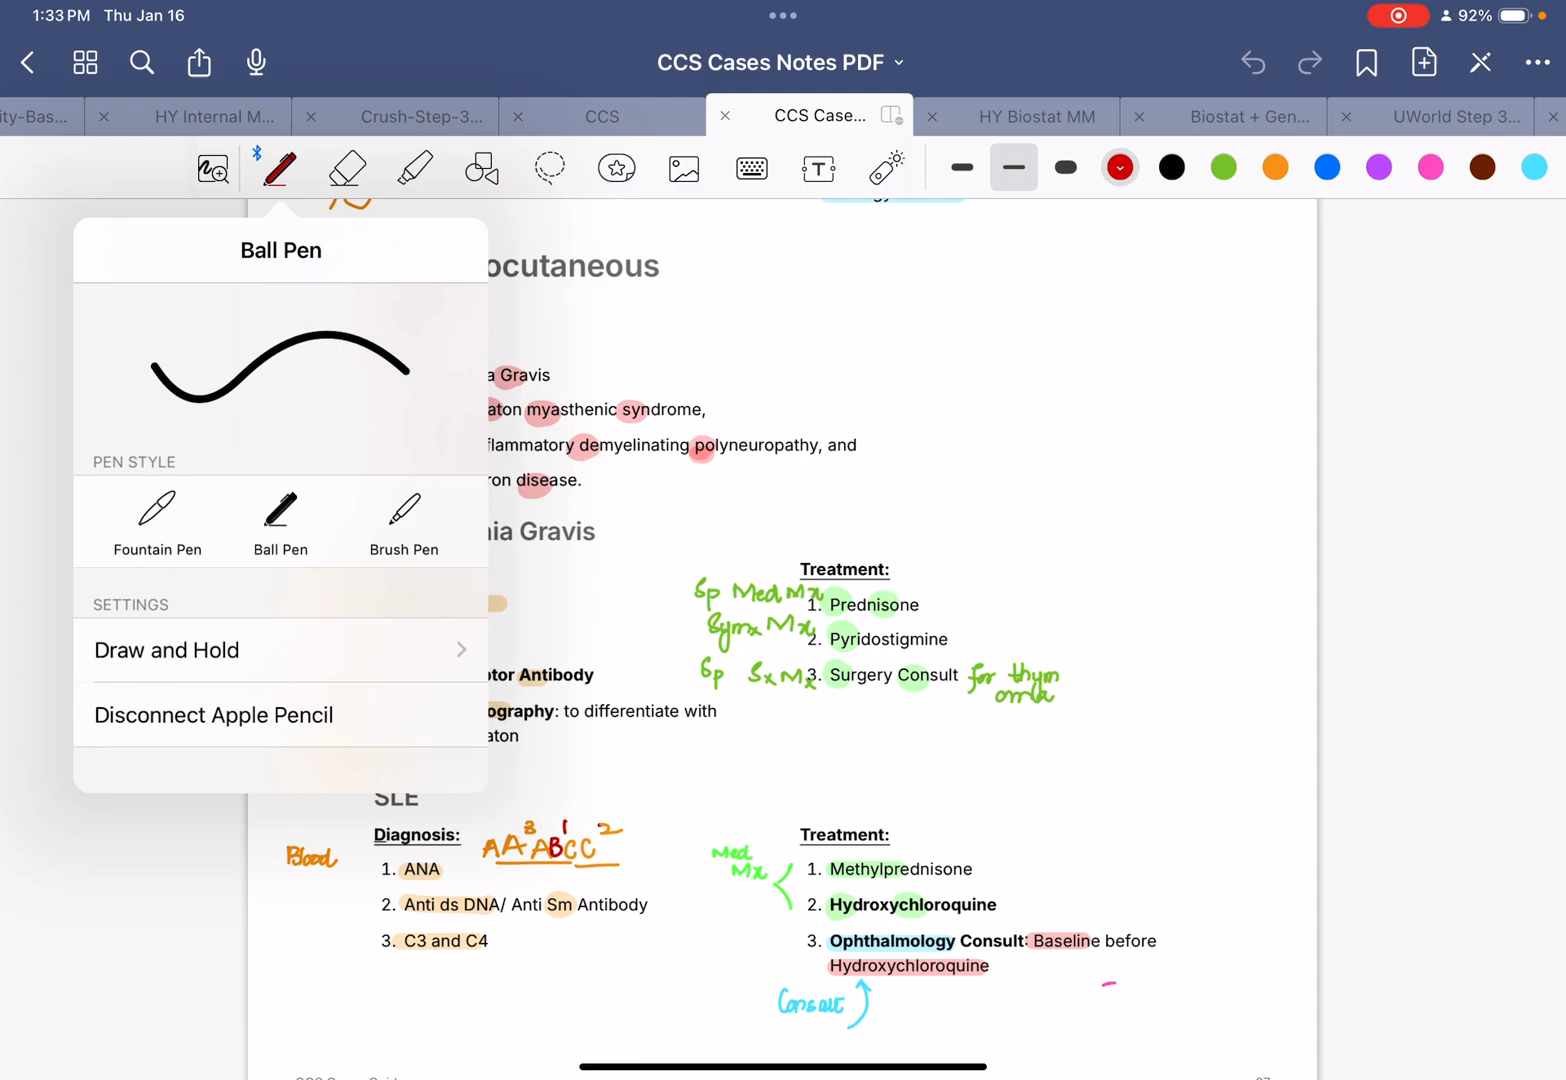 1:33 PM Thu Jan 16
92%
CCS Cases Notes PDF
ity-Bas...
HY Internal M...
Crush-Step-3...
CCS
CCS Case...
HY Biostat MM
Biostat + Gen...
UWorld Step 3...
Ball Pen
PEN STYLE
Fountain Pen
Ball Pen
Brush Pen
SETTINGS
Draw and Hold
Disconnect Apple Pencil
ocutaneous
a Gravis
aton myasthenic syndrome,
flammatory demyelinating polyneuropathy, and
ron disease.
nia Gravis
tor Antibody
ography: to differentiate with
aton
Treatment:
Sp Med Mx
1. Prednisone
Symx Mx
2. Pyridostigmine
Sp Sx Mx
3. Surgery Consult for thym
oma
SLE
Diagnosis: AA3AB1CC2
Blood
1. ANA
2. Anti ds DNA/ Anti Sm Antibody
3. C3 and C4
Treatment:
Med
Mx
1. Methylprednisone
2. Hydroxychloroquine
3. Ophthalmology Consult: Baseline before
Hydroxychloroquine
Consult